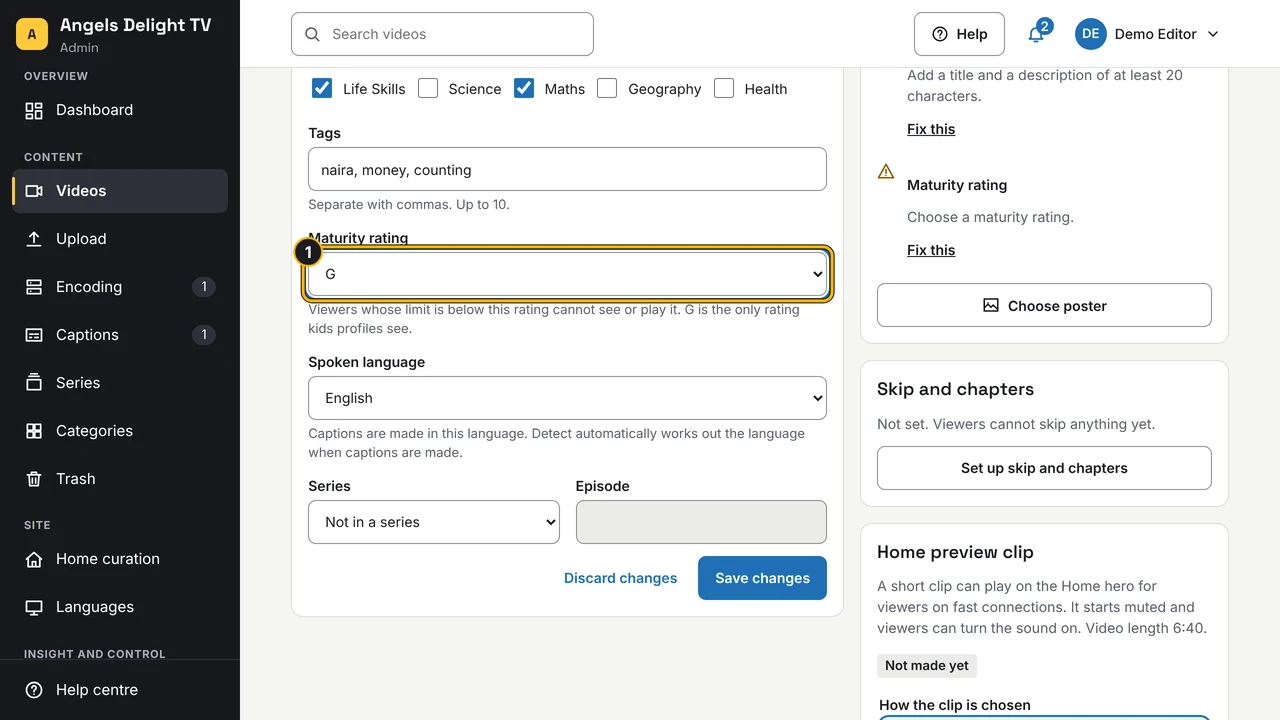 A
Angels Delight TV
Admin
OVERVIEW
Dashboard
CONTENT
Videos
Upload
Encoding 1
Captions 1
Series
Categories
Trash
SITE
Home curation
Languages
INSIGHT AND CONTROL
Help centre
Search videos
Help
2
DE Demo Editor
Life Skills Science Maths Geography Health
Tags
naira, money, counting
Separate with commas. Up to 10.
Maturity rating
1
G
Viewers whose limit is below this rating cannot see or play it. G is the only rating
kids profiles see.
Spoken language
English
Captions are made in this language. Detect automatically works out the language
when captions are made.
Series Episode
Not in a series
Discard changes Save changes
Add a title and a description of at least 20
characters.
Fix this
Maturity rating
Choose a maturity rating.
Fix this
Choose poster
Skip and chapters
Not set. Viewers cannot skip anything yet.
Set up skip and chapters
Home preview clip
A short clip can play on the Home hero for
viewers on fast connections. It starts muted and
viewers can turn the sound on. Video length 6:40.
Not made yet
How the clip is chosen